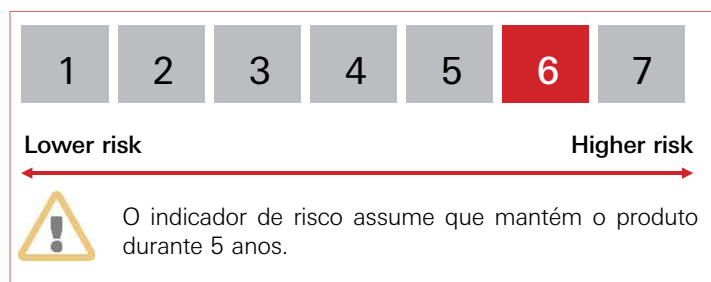 1 2 3 4 5 6 7
Lower risk Higher risk
O indicador de risco assume que mantém o produto
durante 5 anos.